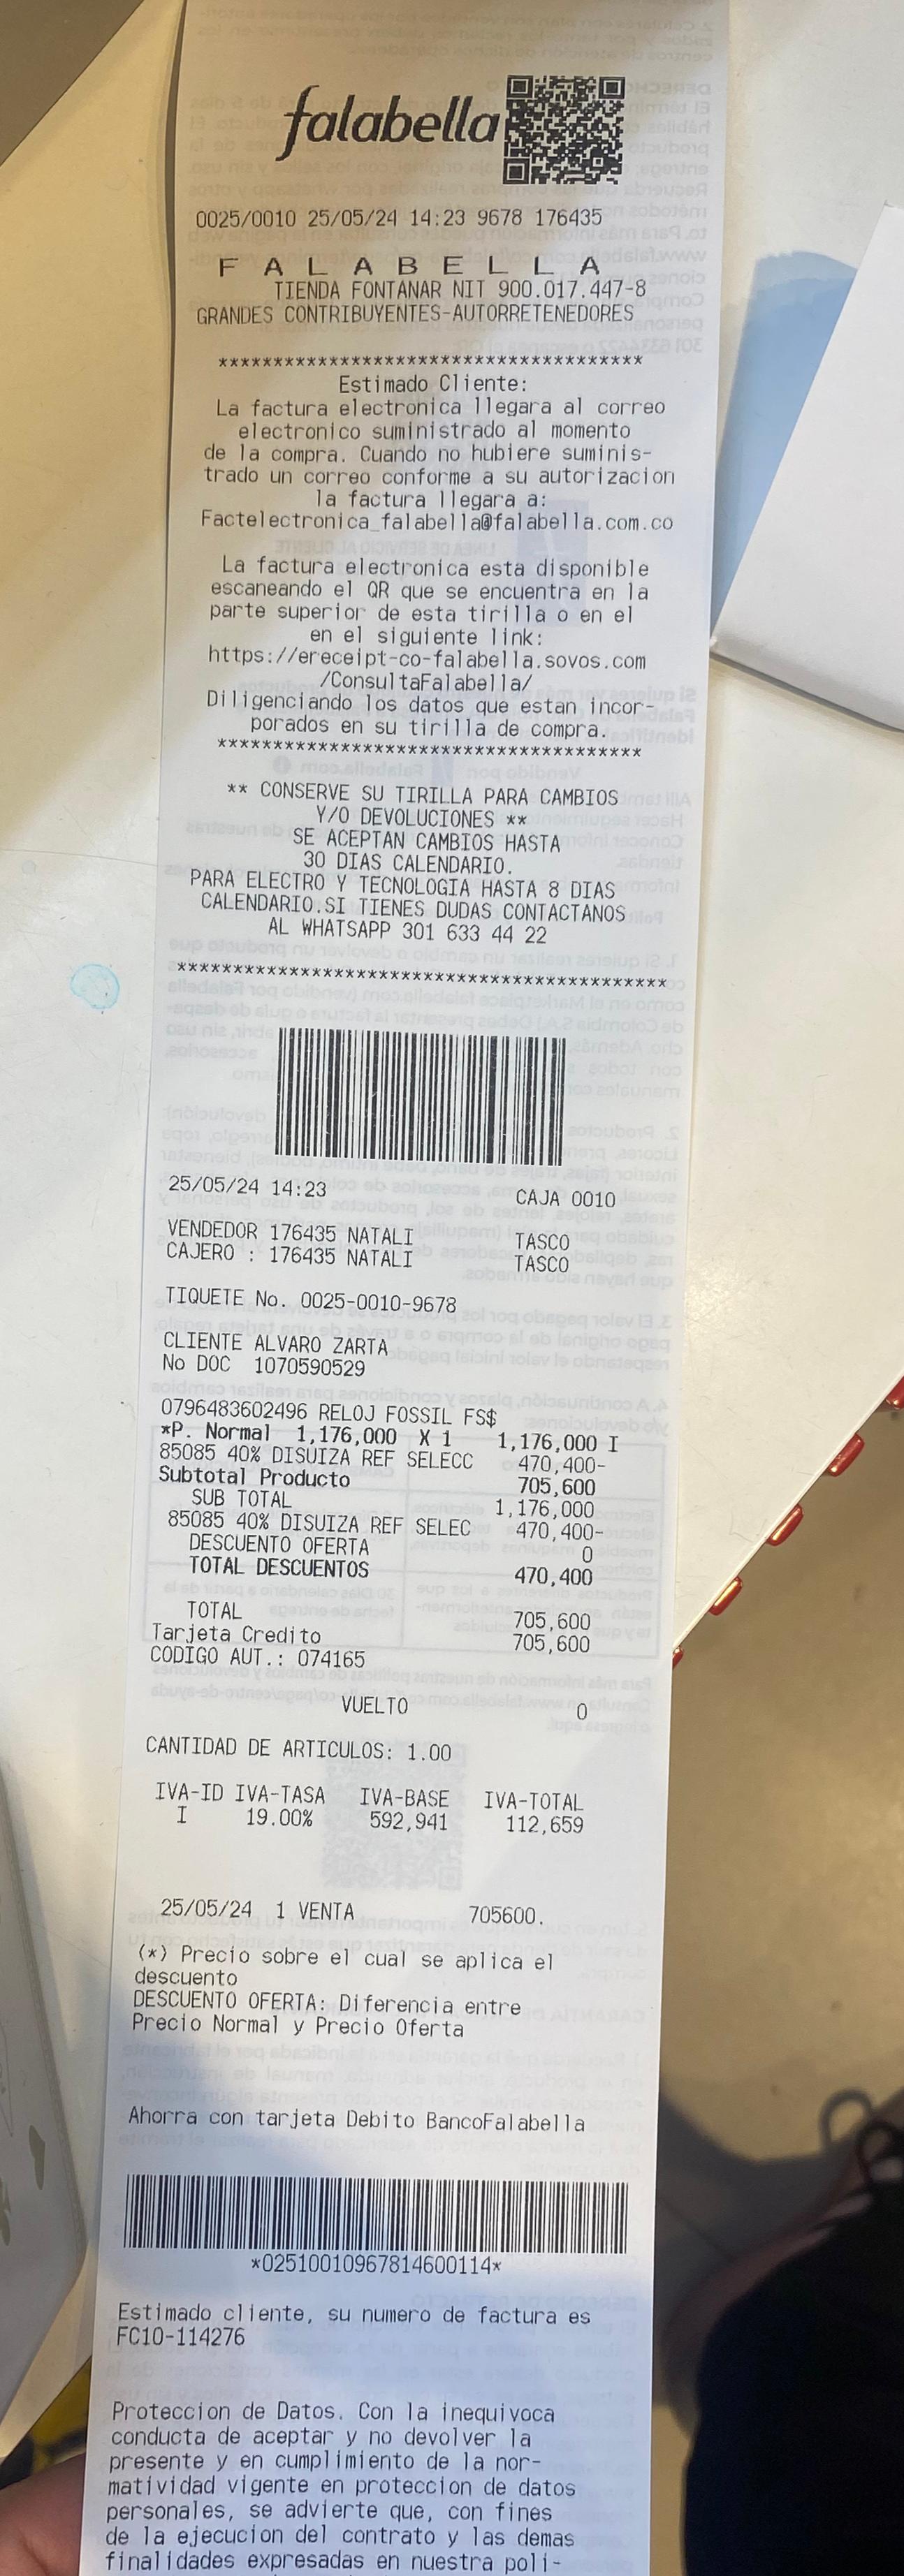 falabella
0025/0010 25/05/24 14:23 9678 176435
F A L A B E L L A
TIENDA FONTANAR NIT 900.017.447-8
GRANDES CONTRIBUYENTES-AUTORRETENEDORES
**************************************
Estimado Cliente:
La factura electronica llegara al correo
electronico suministrado al momento
de la compra. Cuando no hubiere suminis-
trado un correo conforme a su autorizacion
la factura llegara a:
Factelectronica_falabella@falabella.com.co
La factura electronica esta disponible
escaneando el QR que se encuentra en la
parte superior de esta tirilla o en el
en el siguiente link:
https://ereceipt-co-falabella.sovos.com
/ConsultaFalabella/
Diligenciando los datos que estan incor-
porados en su tirilla de compra.
**************************************
** CONSERVE SU TIRILLA PARA CAMBIOS
Y/O DEVOLUCIONES **
SE ACEPTAN CAMBIOS HASTA
30 DIAS CALENDARIO.
PARA ELECTRO Y TECNOLOGIA HASTA 8 DIAS
CALENDARIO.SI TIENES DUDAS CONTACTANOS
AL WHATSAPP 301 633 44 22
********************************************
25/05/24 14:23 CAJA 0010
VENDEDOR 176435 NATALI TASCO
CAJERO : 176435 NATALI TASCO
TIQUETE No. 0025-0010-9678
CLIENTE ALVARO ZARTA
No DOC 1070590529
0796483602496 RELOJ FOSSIL FS$
*P. Normal 1,176,000 X 1 1,176,000 I
85085 40% DISUIZA REF SELECC 470,400-
Subtotal Producto 705,600
SUB TOTAL 1,176,000
85085 40% DISUIZA REF SELEC 470,400-
DESCUENTO OFERTA 0
TOTAL DESCUENTOS 470,400
TOTAL 705,600
Tarjeta Credito 705,600
CODIGO AUT.: 074165
VUELTO 0
CANTIDAD DE ARTICULOS: 1.00
IVA-ID IVA-TASA IVA-BASE IVA-TOTAL
I 19.00% 592,941 112,659
25/05/24 1 VENTA 705600.
(*) Precio sobre el cual se aplica el
descuento
DESCUENTO OFERTA: Diferencia entre
Precio Normal y Precio Oferta
Ahorra con tarjeta Debito BancoFalabella
*02510010967814600114*
Estimado cliente, su numero de factura es
FC10-114276
Proteccion de Datos. Con la inequivoca
conducta de aceptar y no devolver la
presente y en cumplimiento de la nor-
matividad vigente en proteccion de datos
personales, se advierte que, con fines
de la ejecucion del contrato y las demas
finalidades expresadas en nuestra poli-